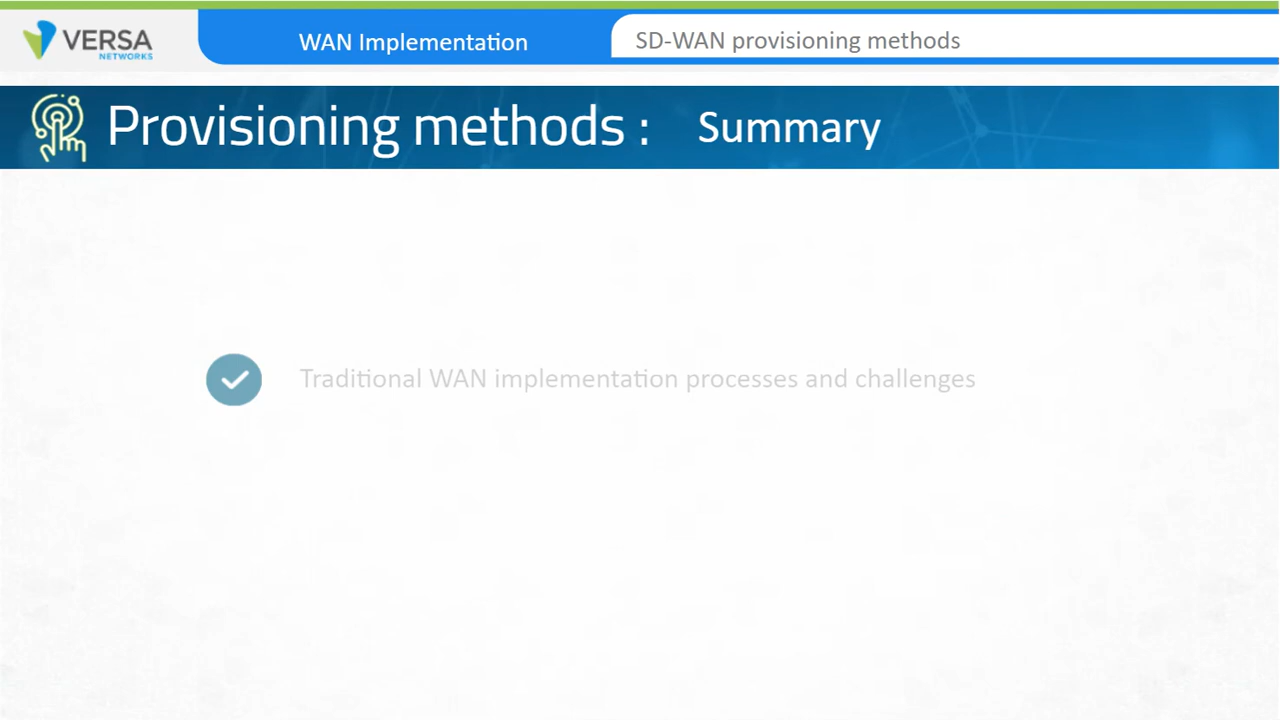 VERSA
NETWORKS
WAN Implementation
SD-WAN provisioning methods
Provisioning methods : Summary
Traditional WAN implementation processes and challenges